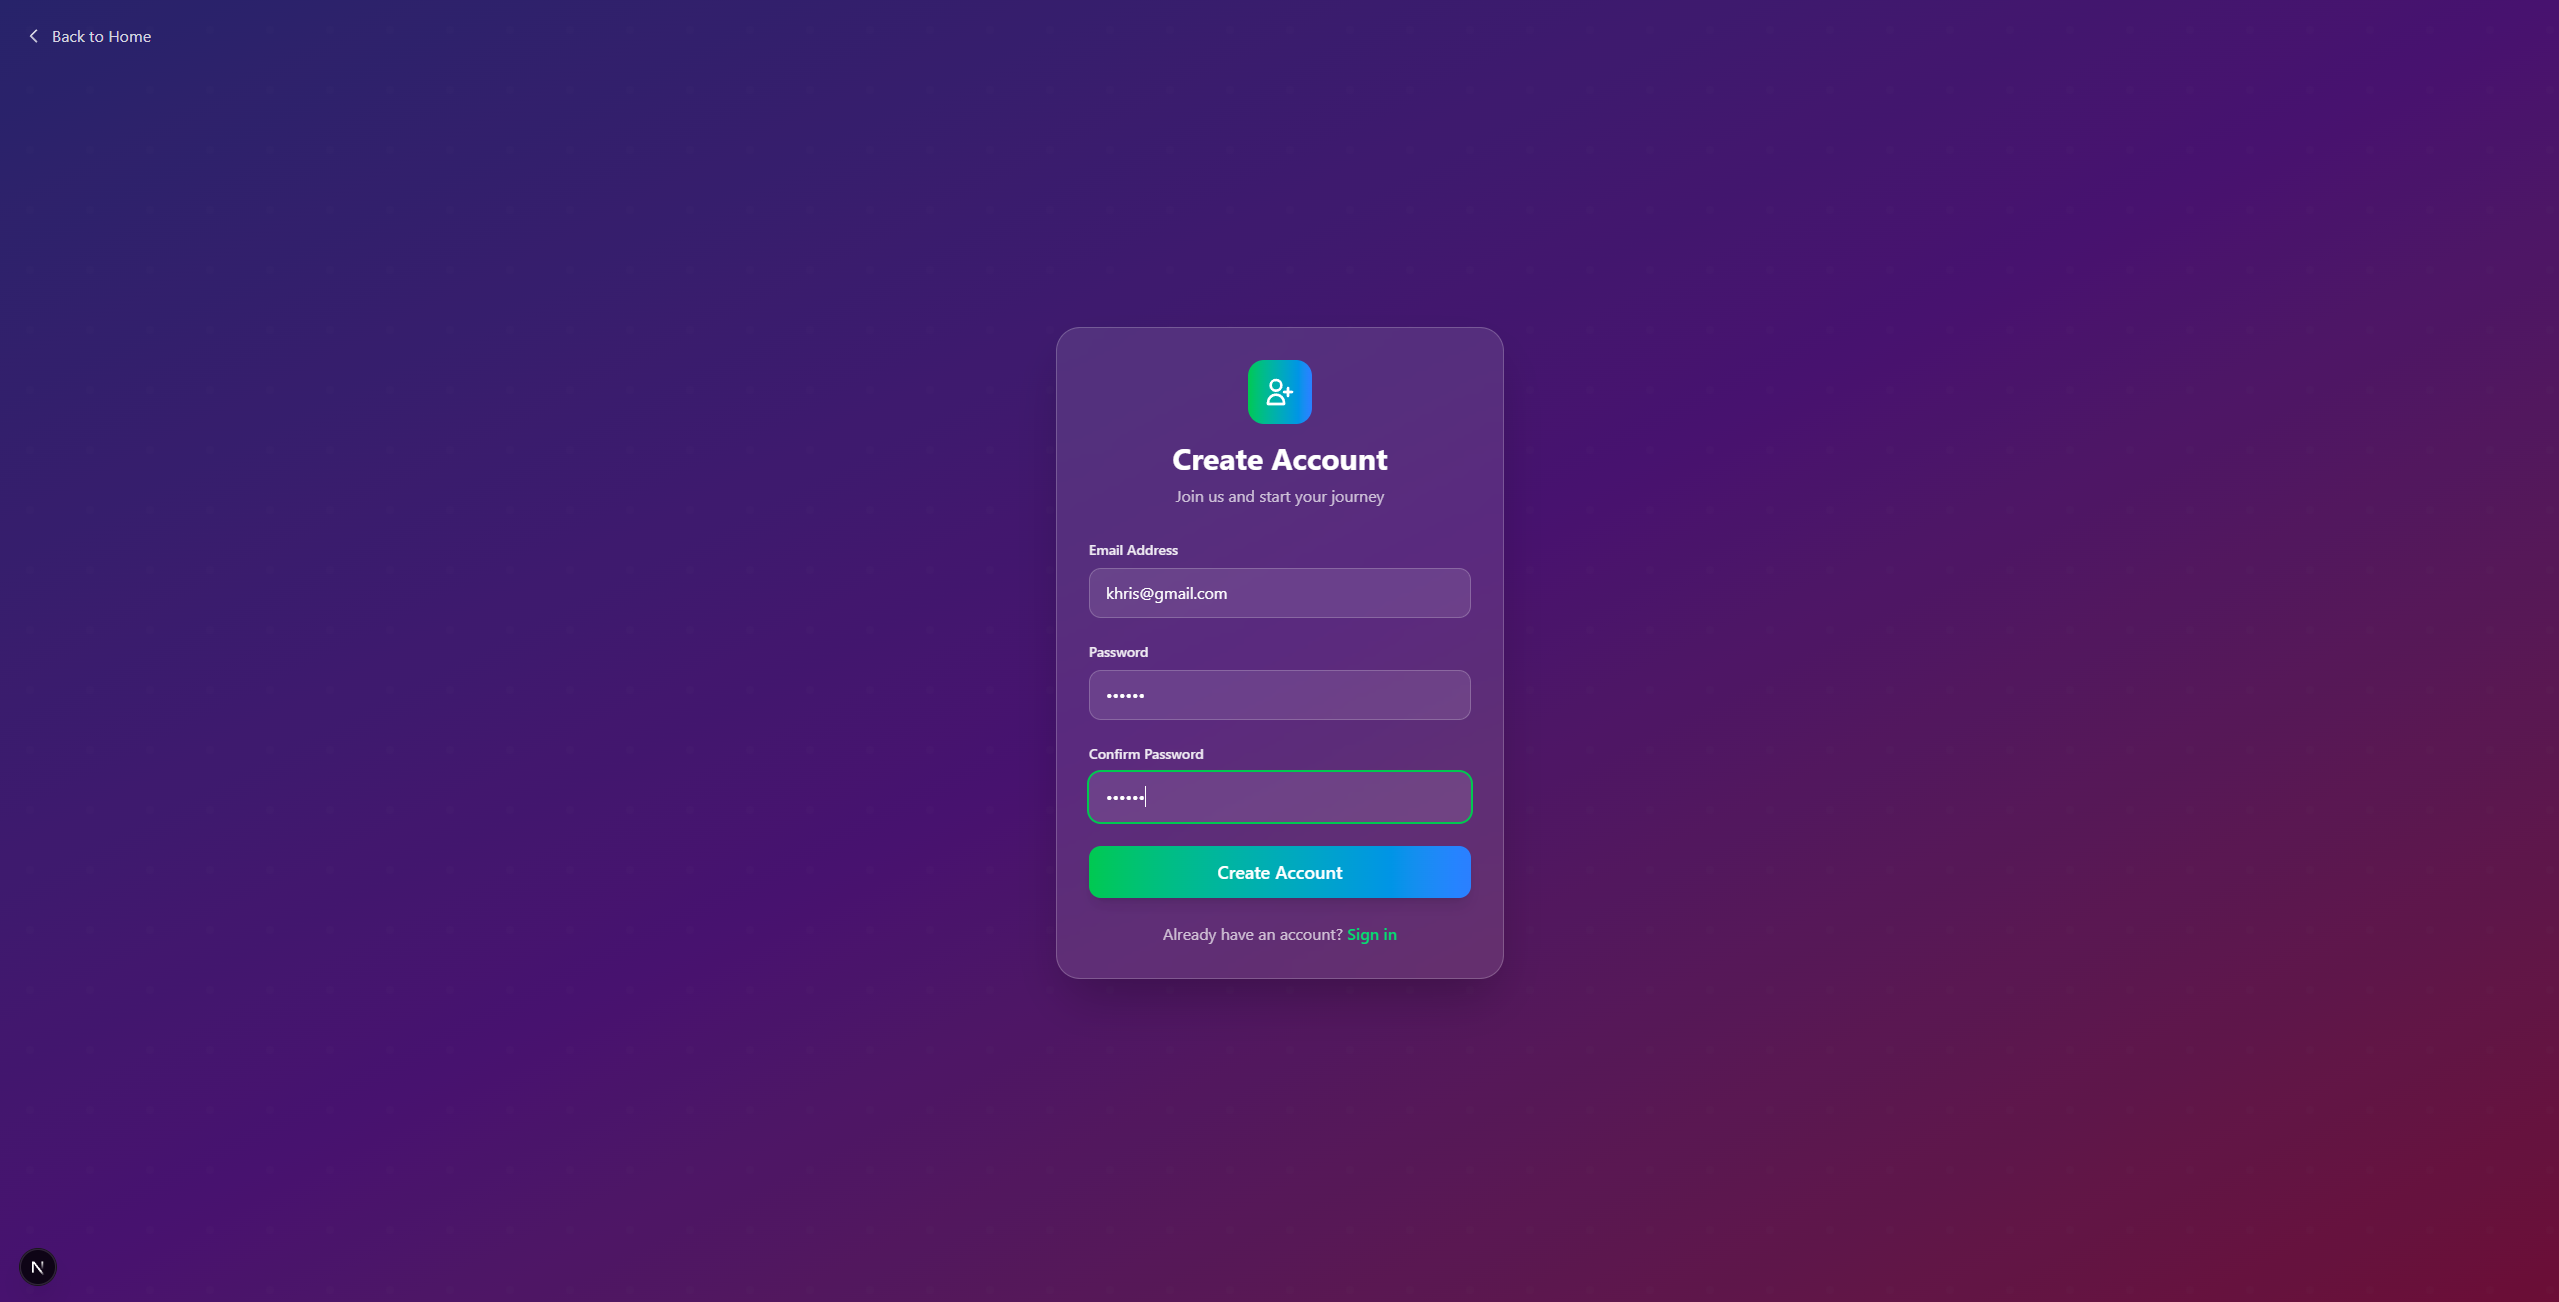 Back to Home
Create Account
Join us and start your journey
Email Address
khris@gmail.com
Password
••••••
Confirm Password
••••••
Create Account
Already have an account? Sign in
N